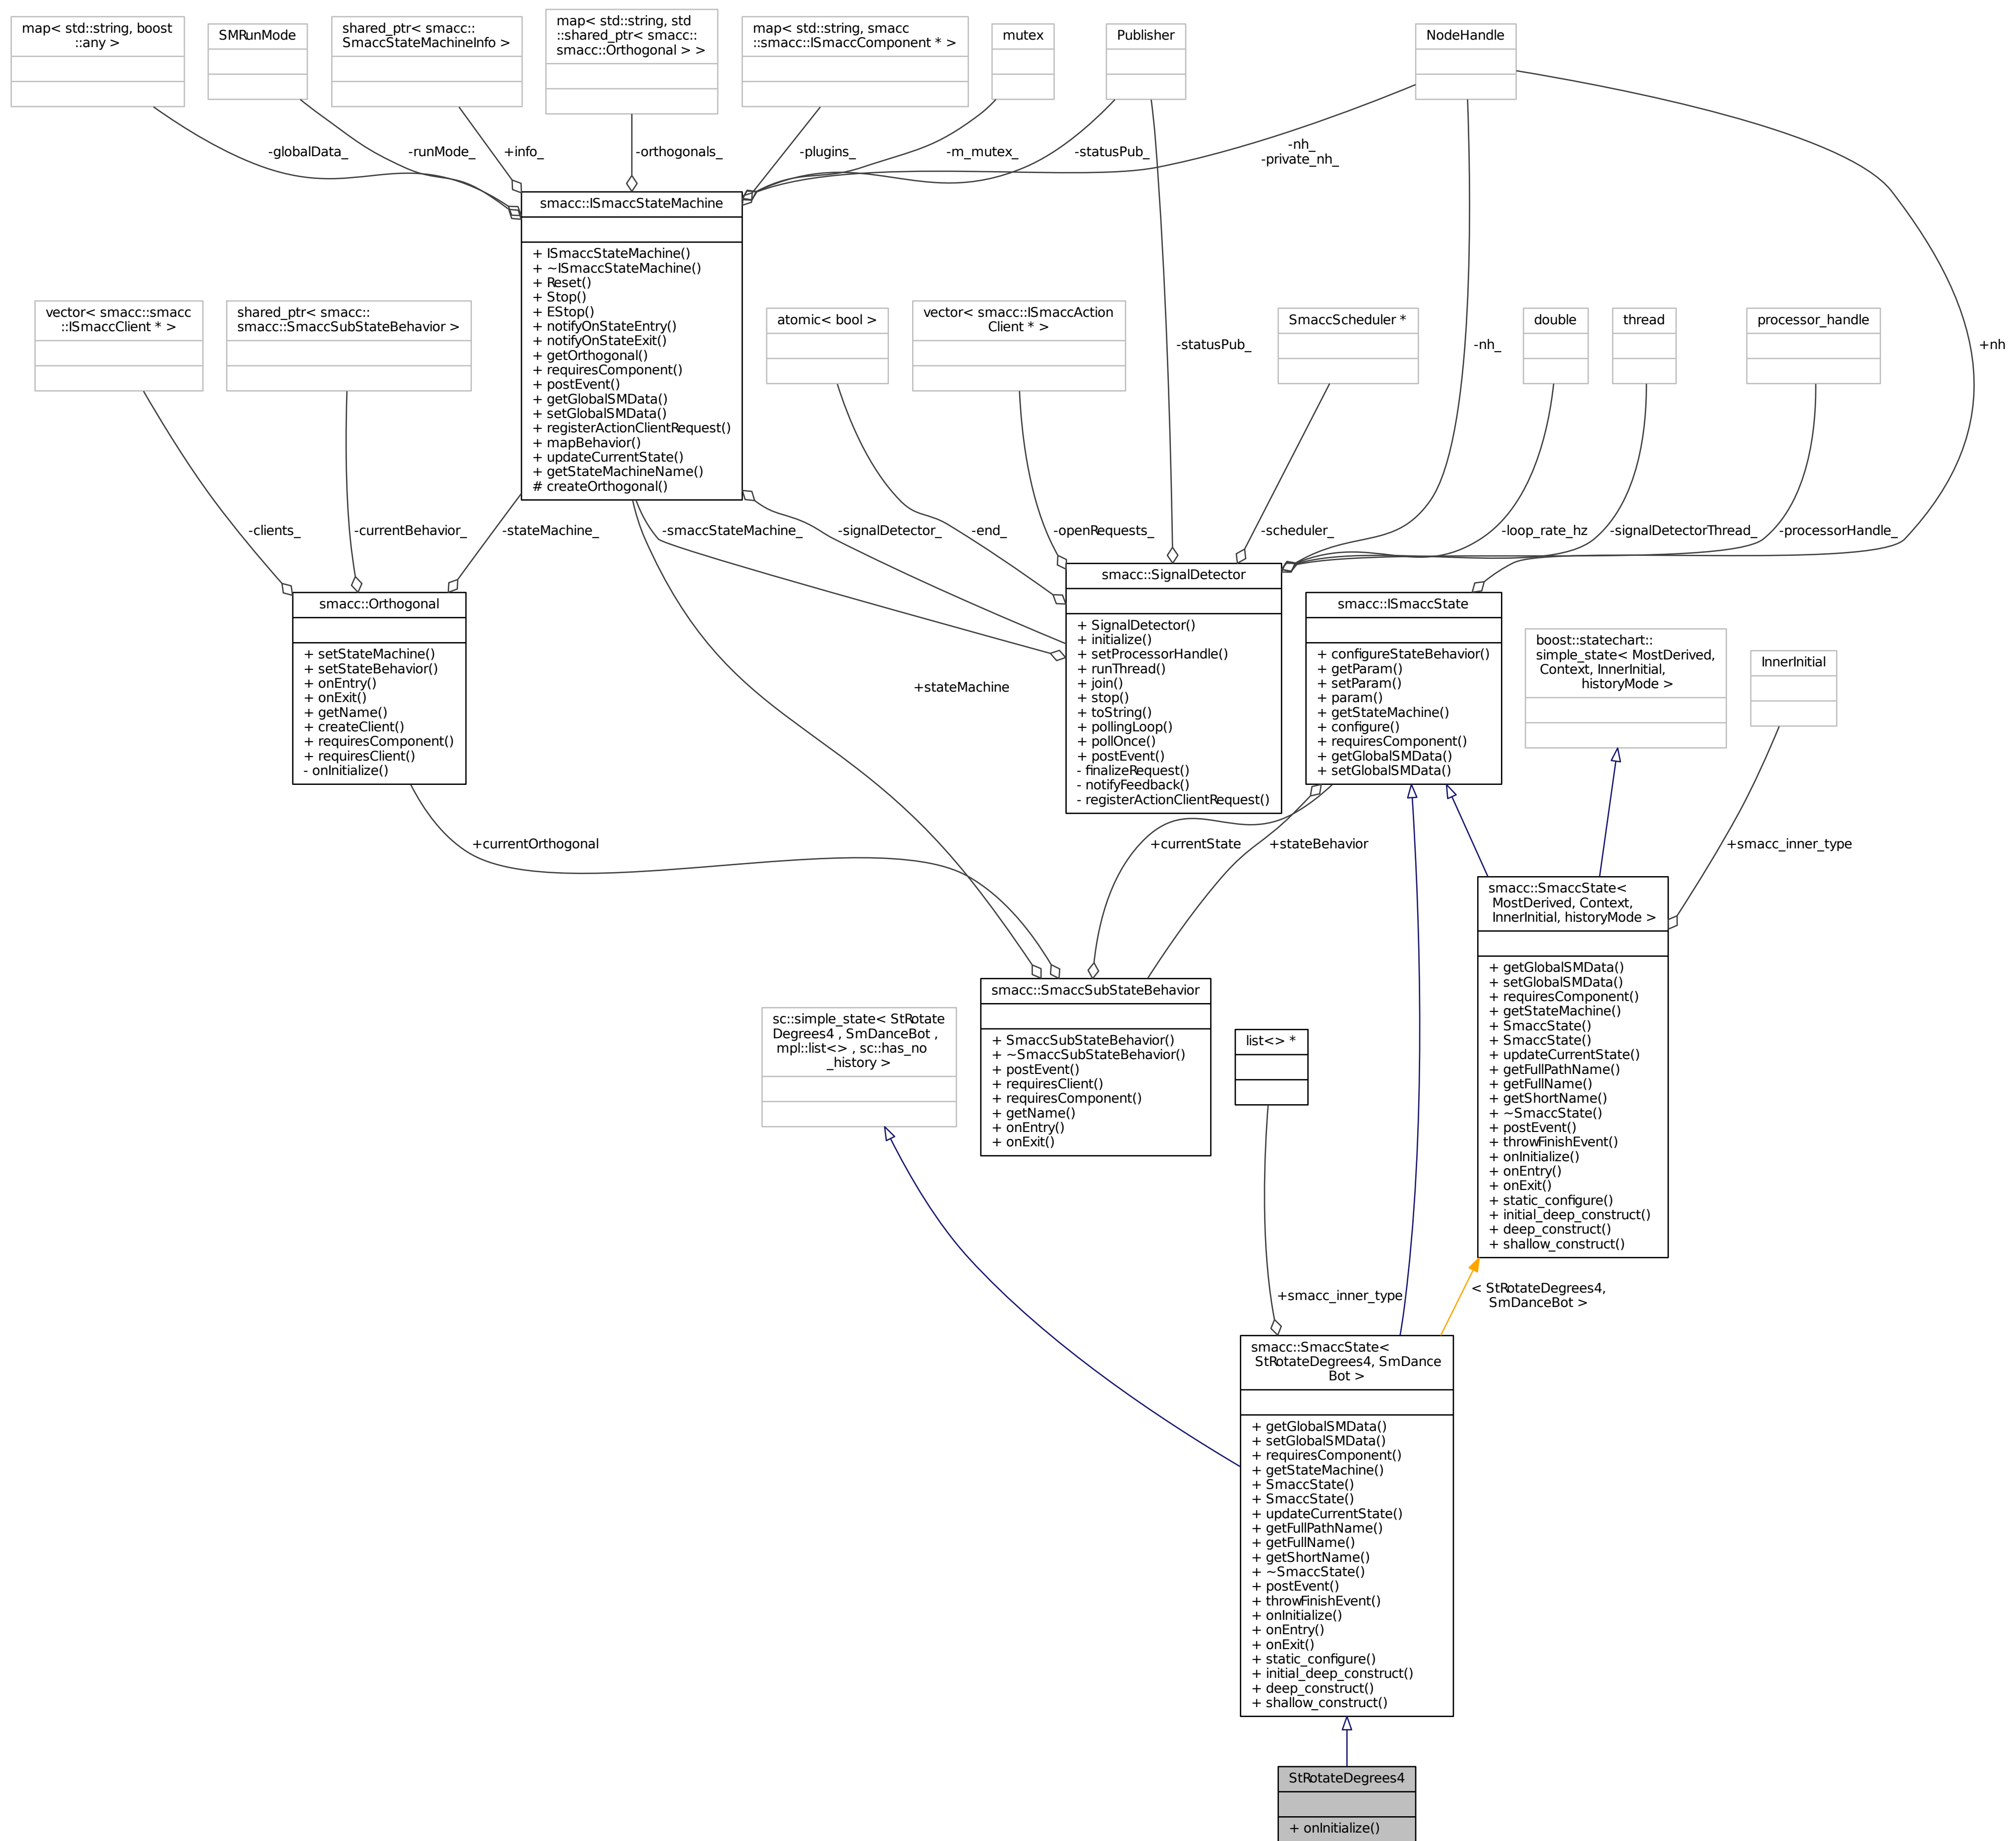 map< std::string, boost
::any >
SMRunMode
shared_ptr< smacc::
SmaccStateMachineInfo >
map< std::string, std
::shared_ptr< smacc::
smacc::Orthogonal > >
map< std::string, smacc
::smacc::ISmaccComponent * >
mutex
Publisher
NodeHandle
-globalData_
-runMode_
+info_
-orthogonals_
-plugins_
-m_mutex_
-statusPub_
-nh_
-private_nh_
smacc::ISmaccStateMachine
+ ISmaccStateMachine()
+ ~ISmaccStateMachine()
+ Reset()
+ Stop()
+ EStop()
+ notifyOnStateEntry()
+ notifyOnStateExit()
+ getOrthogonal()
+ requiresComponent()
+ postEvent()
+ getGlobalSMData()
+ setGlobalSMData()
+ registerActionClientRequest()
+ mapBehavior()
+ updateCurrentState()
+ getStateMachineName()
# createOrthogonal()
vector< smacc::smacc
::ISmaccClient * >
shared_ptr< smacc::
smacc::SmaccSubStateBehavior >
atomic< bool >
vector< smacc::ISmaccAction
Client * >
SmaccScheduler *
double
thread
processor_handle
-statusPub_
-nh_
+nh
-clients_
-currentBehavior_
-stateMachine_
-smaccStateMachine_
-signalDetector_
-end_
-openRequests_
-scheduler_
-loop_rate_hz
-signalDetectorThread_
-processorHandle_
smacc::Orthogonal
+ setStateMachine()
+ setStateBehavior()
+ onEntry()
+ onExit()
+ getName()
+ createClient()
+ requiresComponent()
+ requiresClient()
- onInitialize()
smacc::SignalDetector
+ SignalDetector()
+ initialize()
+ setProcessorHandle()
+ runThread()
+ join()
+ stop()
+ toString()
+ pollingLoop()
+ pollOnce()
+ postEvent()
- finalizeRequest()
- notifyFeedback()
- registerActionClientRequest()
smacc::ISmaccState
+ configureStateBehavior()
+ getParam()
+ setParam()
+ param()
+ getStateMachine()
+ configure()
+ requiresComponent()
+ getGlobalSMData()
+ setGlobalSMData()
boost::statechart::
simple_state< MostDerived,
Context, InnerInitial,
historyMode >
InnerInitial
+stateMachine
+currentOrthogonal
+currentState
+stateBehavior
+smacc_inner_type
smacc::SmaccState<
MostDerived, Context,
InnerInitial, historyMode >
+ getGlobalSMData()
+ setGlobalSMData()
+ requiresComponent()
+ getStateMachine()
+ SmaccState()
+ SmaccState()
+ updateCurrentState()
+ getFullPathName()
+ getFullName()
+ getShortName()
+ ~SmaccState()
+ postEvent()
+ throwFinishEvent()
+ onInitialize()
+ onEntry()
+ onExit()
+ static_configure()
+ initial_deep_construct()
+ deep_construct()
+ shallow_construct()
sc::simple_state< StRotate
Degrees4 , SmDanceBot ,
mpl::list<> , sc::has_no
_history >
smacc::SmaccSubStateBehavior
+ SmaccSubStateBehavior()
+ ~SmaccSubStateBehavior()
+ postEvent()
+ requiresClient()
+ requiresComponent()
+ getName()
+ onEntry()
+ onExit()
list<> *
+smacc_inner_type
< StRotateDegrees4,
SmDanceBot >
smacc::SmaccState<
StRotateDegrees4, SmDance
Bot >
+ getGlobalSMData()
+ setGlobalSMData()
+ requiresComponent()
+ getStateMachine()
+ SmaccState()
+ SmaccState()
+ updateCurrentState()
+ getFullPathName()
+ getFullName()
+ getShortName()
+ ~SmaccState()
+ postEvent()
+ throwFinishEvent()
+ onInitialize()
+ onEntry()
+ onExit()
+ static_configure()
+ initial_deep_construct()
+ deep_construct()
+ shallow_construct()
StRotateDegrees4
+ onInitialize()